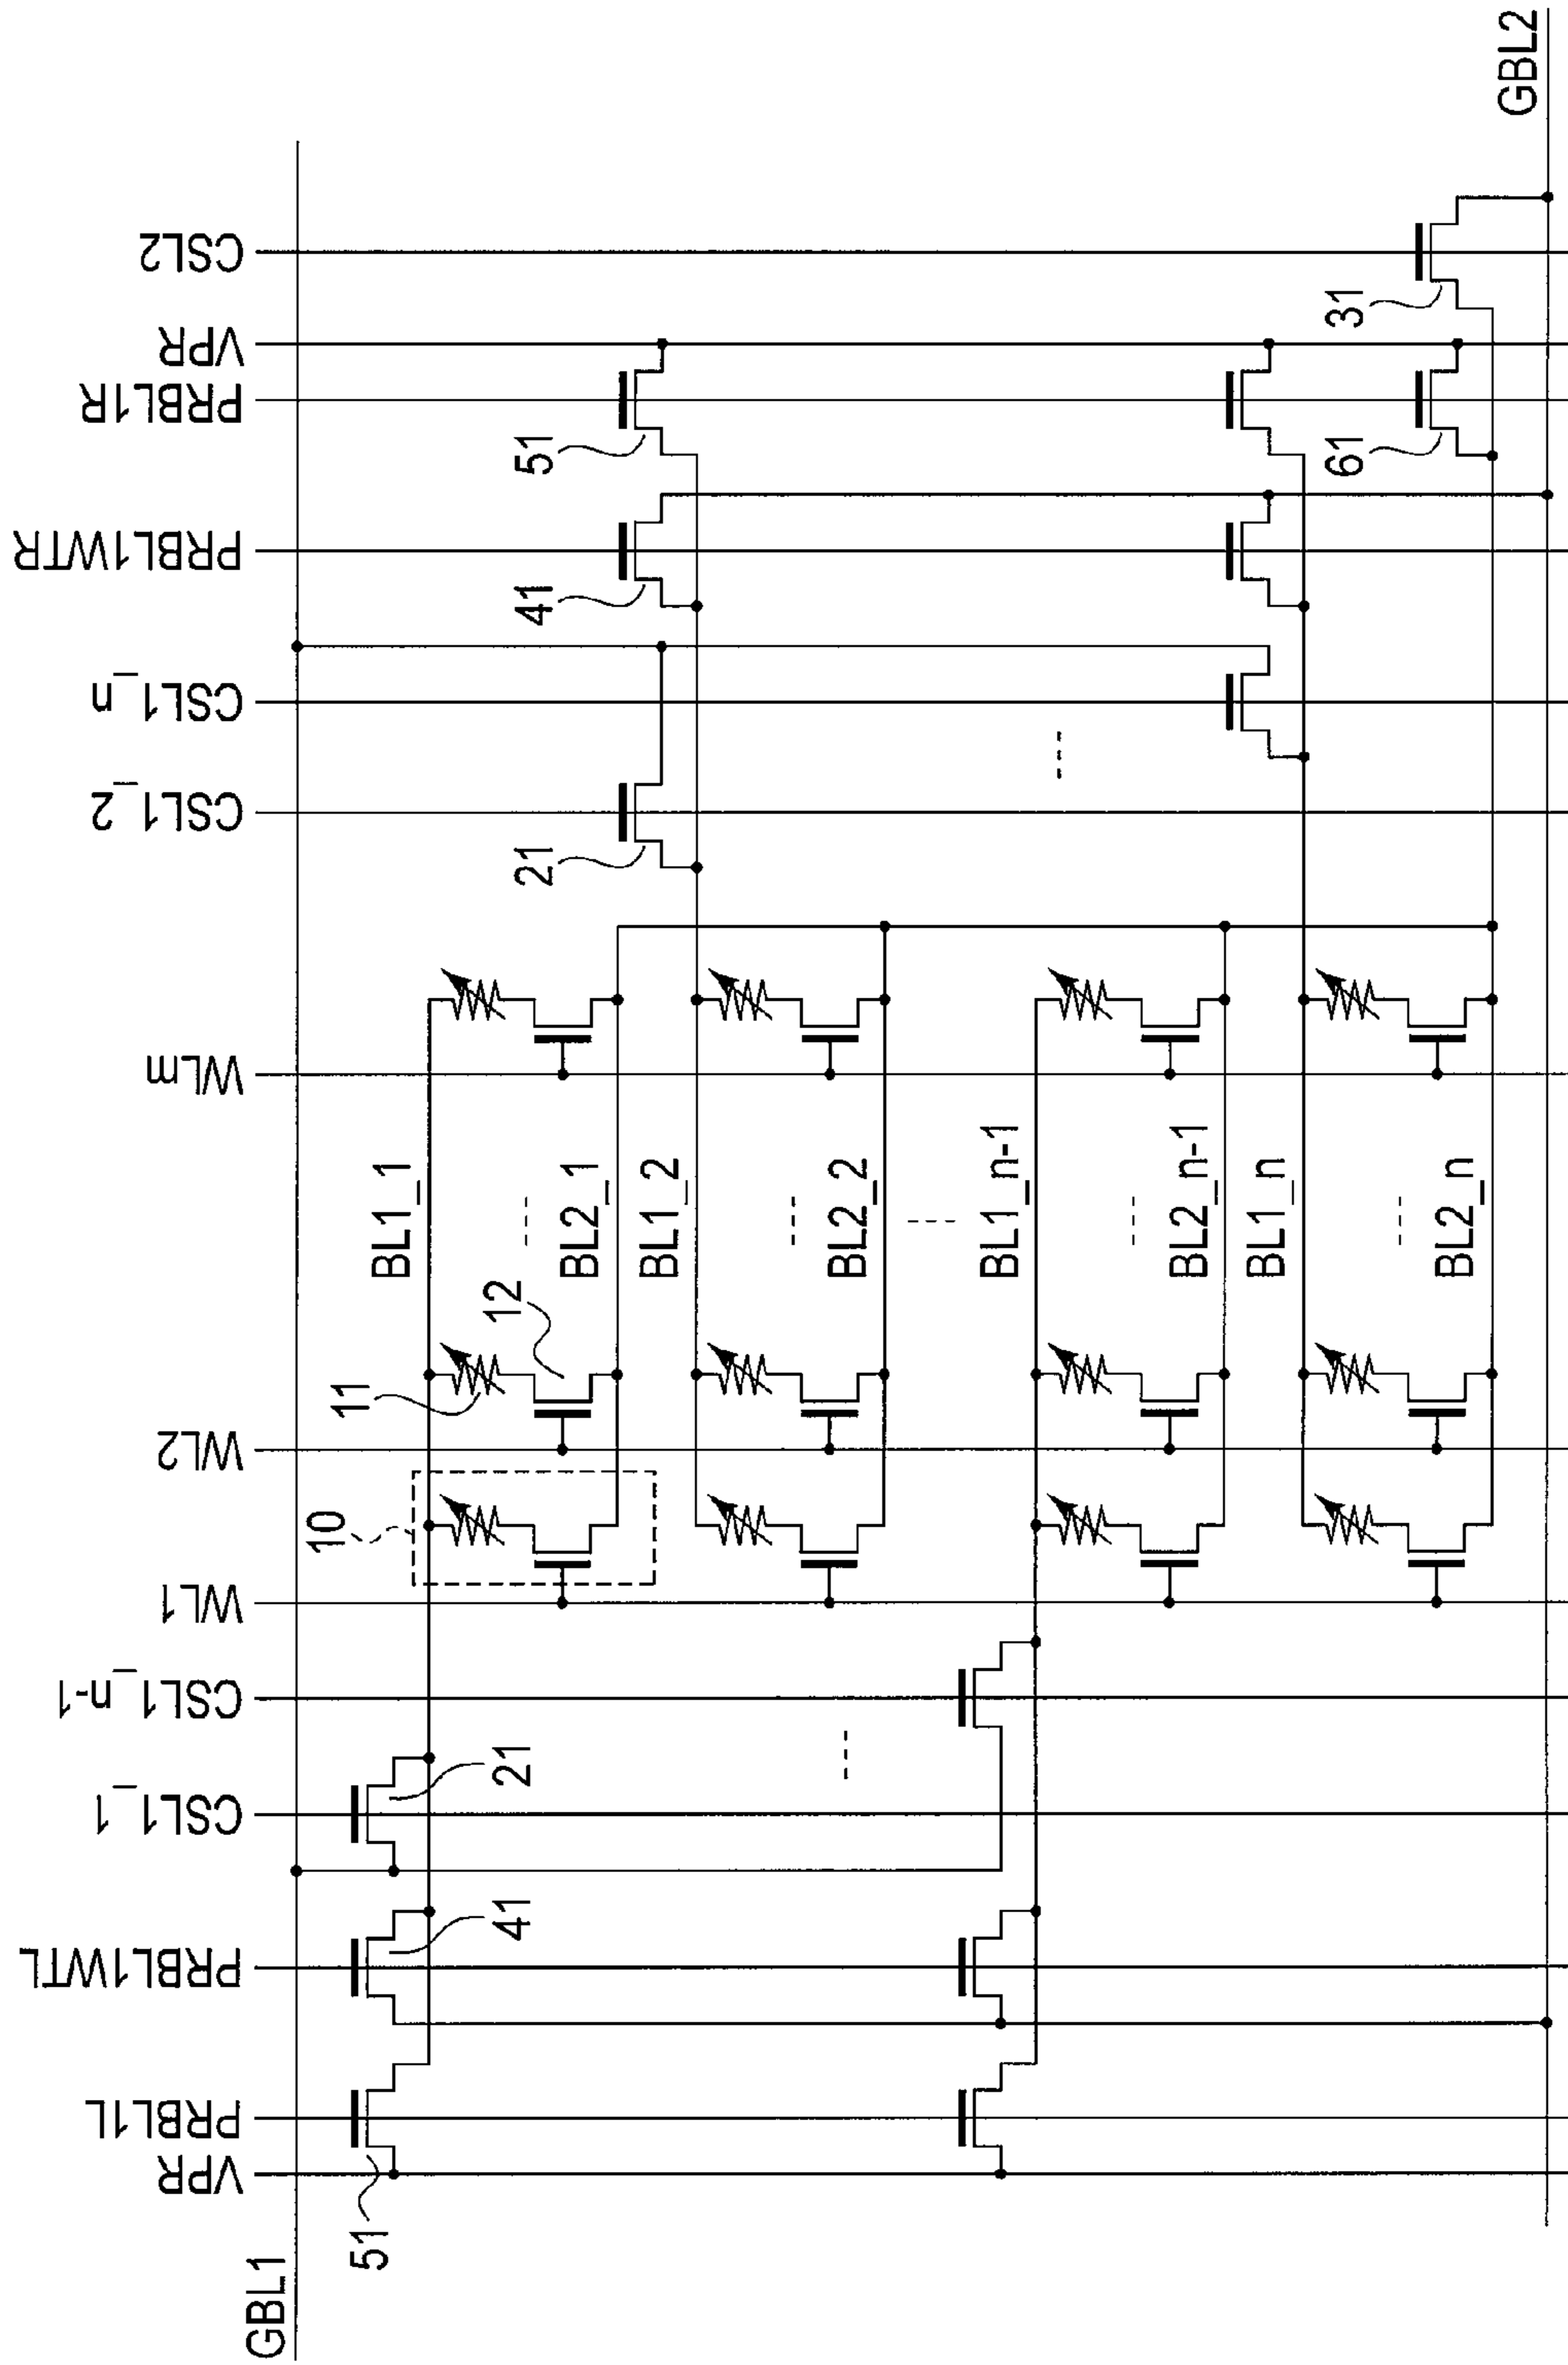 GBL1
VPR
PRBL1L
PRBL1WTL
CSL1_1
CSL1_n-1
WL1
WL2
WLm
CSL1_2
CSL1_n
PRBL1WTR
PRBL1R
VPR
CSL2
51
41
21
10
11
12
BL1_1
BL2_1
BL1_2
BL2_2
BL1_n-1
BL2_n-1
BL1_n
BL2_n
21
41
51
61
31
GBL2